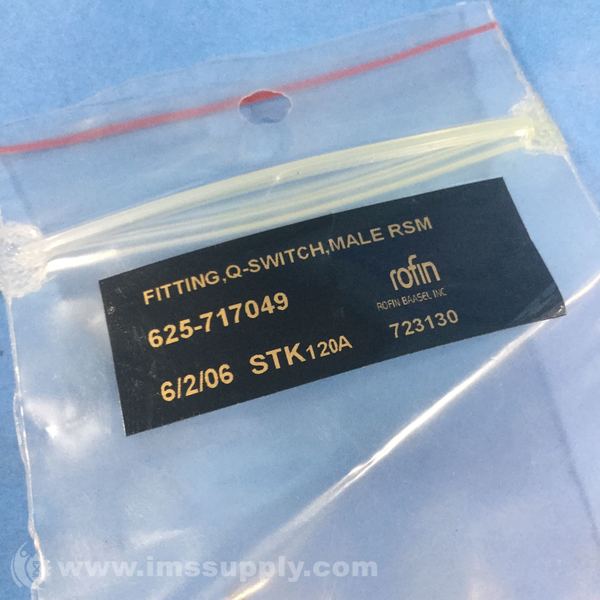 FITTING,Q-SWITCH,MALE RSM
625-717049
rofin
ROFIN BAASEL INC
6/2/06 STK120A 723130
www.imssupply.com